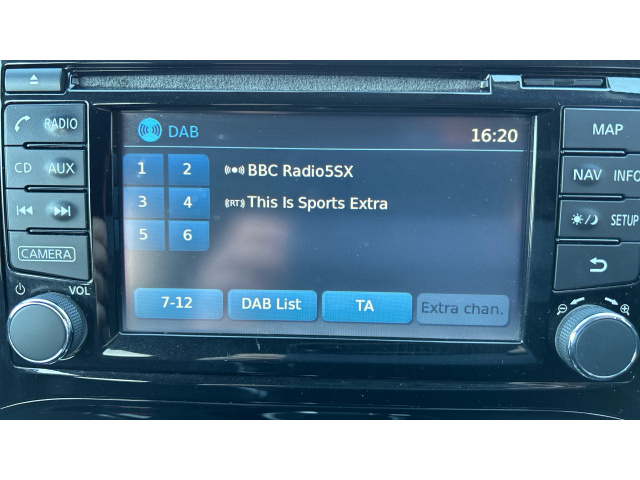 DAB
16:20
RADIO
MAP
1 2
BBC Radio5SX
CD AUX
NAV INFO
3 4
(RT) This Is Sports Extra
SETUP
5 6
CAMERA
VOL
7-12
DAB List
TA
Extra chan.